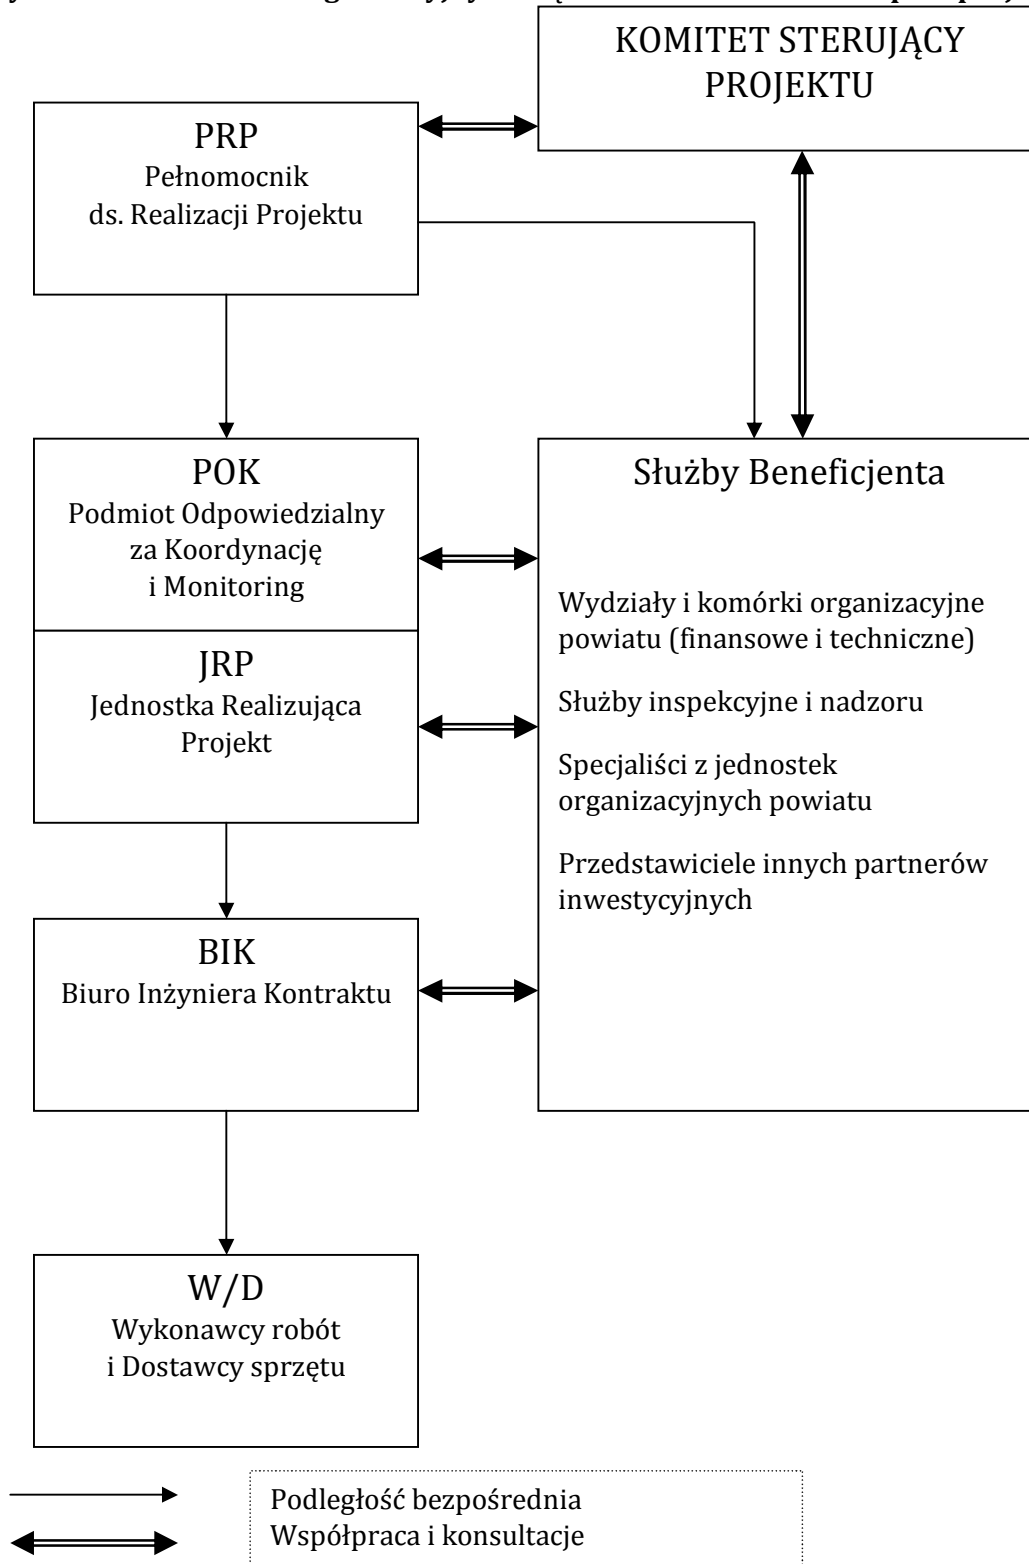 KOMITET STERUJĄCY
PROJEKTU
PRP
Pełnomocnik
ds. Realizacji Projektu
POK
Podmiot Odpowiedzialny
za Koordynację
i Monitoring
JRP
Jednostka Realizująca
Projekt
BIK
Biuro Inżyniera Kontraktu
W/D
Wykonawcy robót
i Dostawcy sprzętu
Służby Beneficjenta
Wydziały i komórki organizacyjne
powiatu (finansowe i techniczne)
Służby inspekcyjne i nadzoru
Specjaliści z jednostek
organizacyjnych powiatu
Przedstawiciele innych partnerów
inwestycyjnych
Podległość bezpośrednia
Współpraca i konsultacje